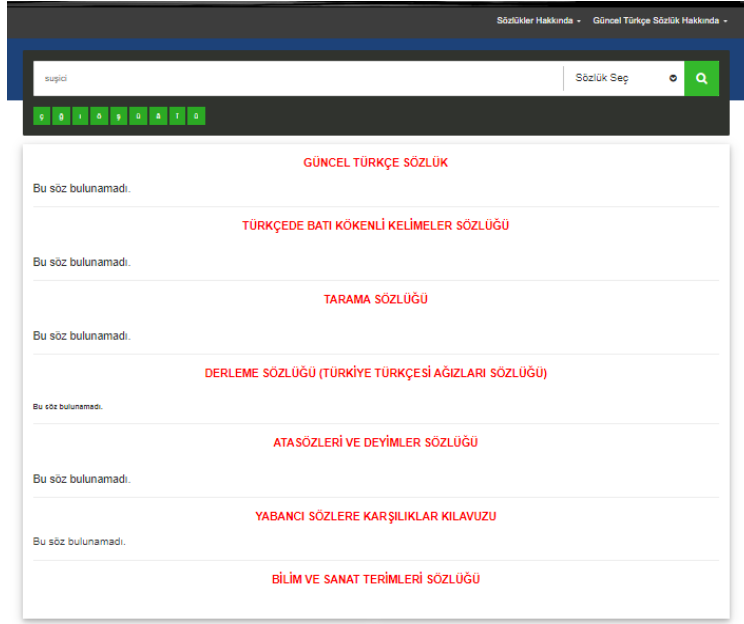 Sözlükler Hakkında Güncel Türkçe Sözlük Hakkında
suşici Sözlük Seç
ç ğ ı ö ş ü â î û
GÜNCEL TÜRKÇE SÖZLÜK
Bu söz bulunamadı.
TÜRKÇEDE BATI KÖKENLİ KELİMELER SÖZLÜĞÜ
Bu söz bulunamadı.
TARAMA SÖZLÜĞÜ
Bu söz bulunamadı.
DERLEME SÖZLÜĞÜ (TÜRKİYE TÜRKÇESİ AĞIZLARI SÖZLÜĞÜ)
Bu söz bulunamadı.
ATASÖZLERİ VE DEYİMLER SÖZLÜĞÜ
Bu söz bulunamadı.
YABANCI SÖZLERE KARŞILIKLAR KILAVUZU
Bu söz bulunamadı.
BİLİM VE SANAT TERİMLERİ SÖZLÜĞÜ